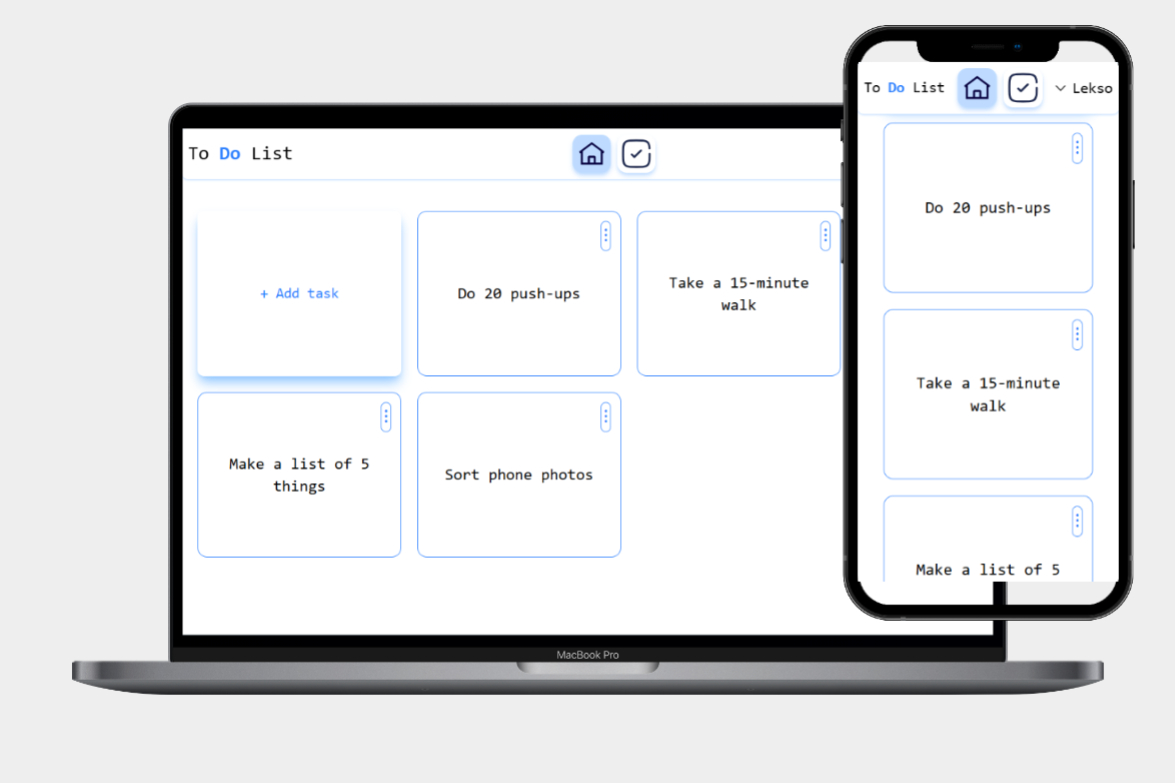 To Do List
+ Add task
Do 20 push-ups
Take a 15-minute
walk
Make a list of 5
things
Sort phone photos
MacBook Pro
To Do List
Lekso
Do 20 push-ups
Take a 15-minute
walk
Make a list of 5